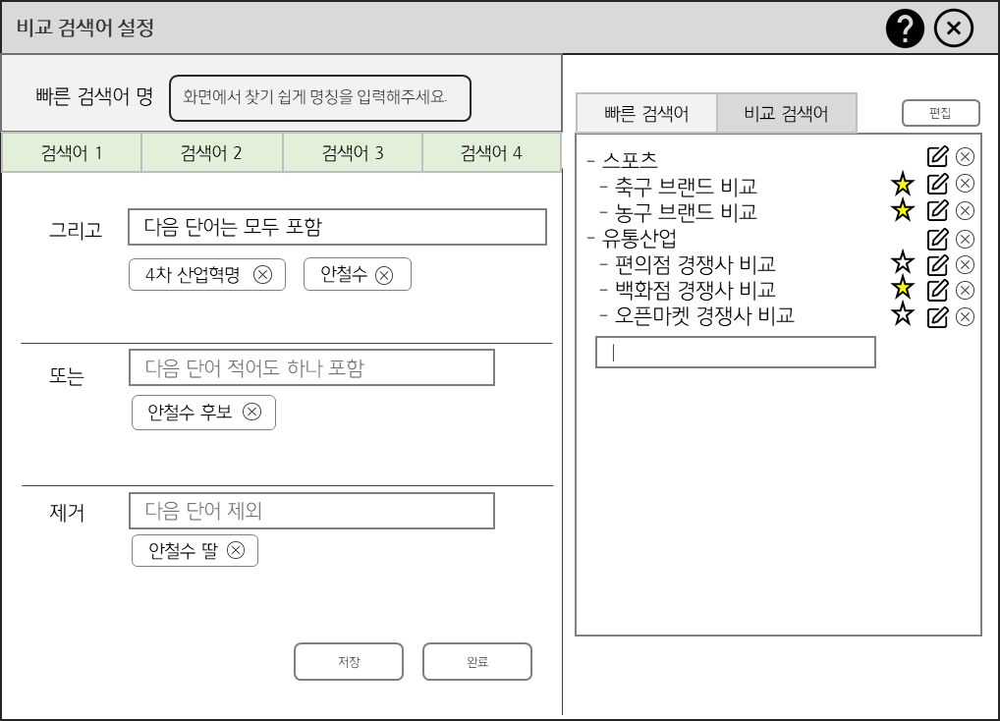 비교 검색어 설정
?
빠른 검색어 명
화면에서 찾기 쉽게 명칭을 입력해주세요.
검색어 1
검색어 2
검색어 3
검색어 4
그리고
다음 단어는 모두 포함
4차 산업혁명
안철수
또는
다음 단어 적어도 하나 포함
안철수 후보
제거
다음 단어 제외
안철수 딸
저장
완료
빠른 검색어
비교 검색어
편집
- 스포츠
- 축구 브랜드 비교
- 농구 브랜드 비교
- 유통산업
- 편의점 경쟁사 비교
- 백화점 경쟁사 비교
- 오픈마켓 경쟁사 비교